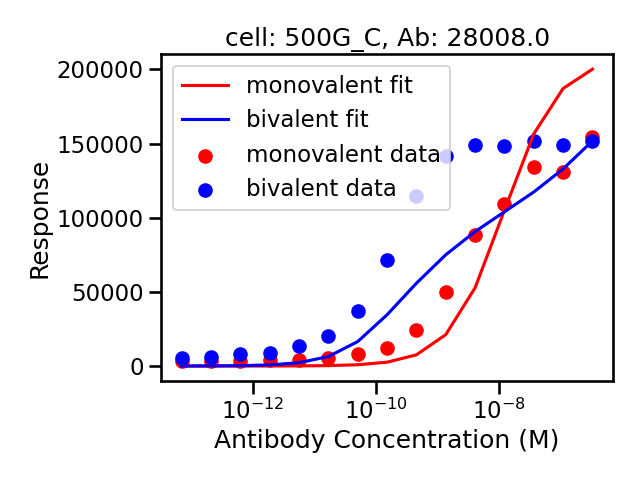 cell: 500G_C, Ab: 28008.0
200000
150000
100000
50000
0
Response
monovalent fit
bivalent fit
monovalent data
bivalent data
10⁻¹² 10⁻¹⁰ 10⁻⁸
Antibody Concentration (M)